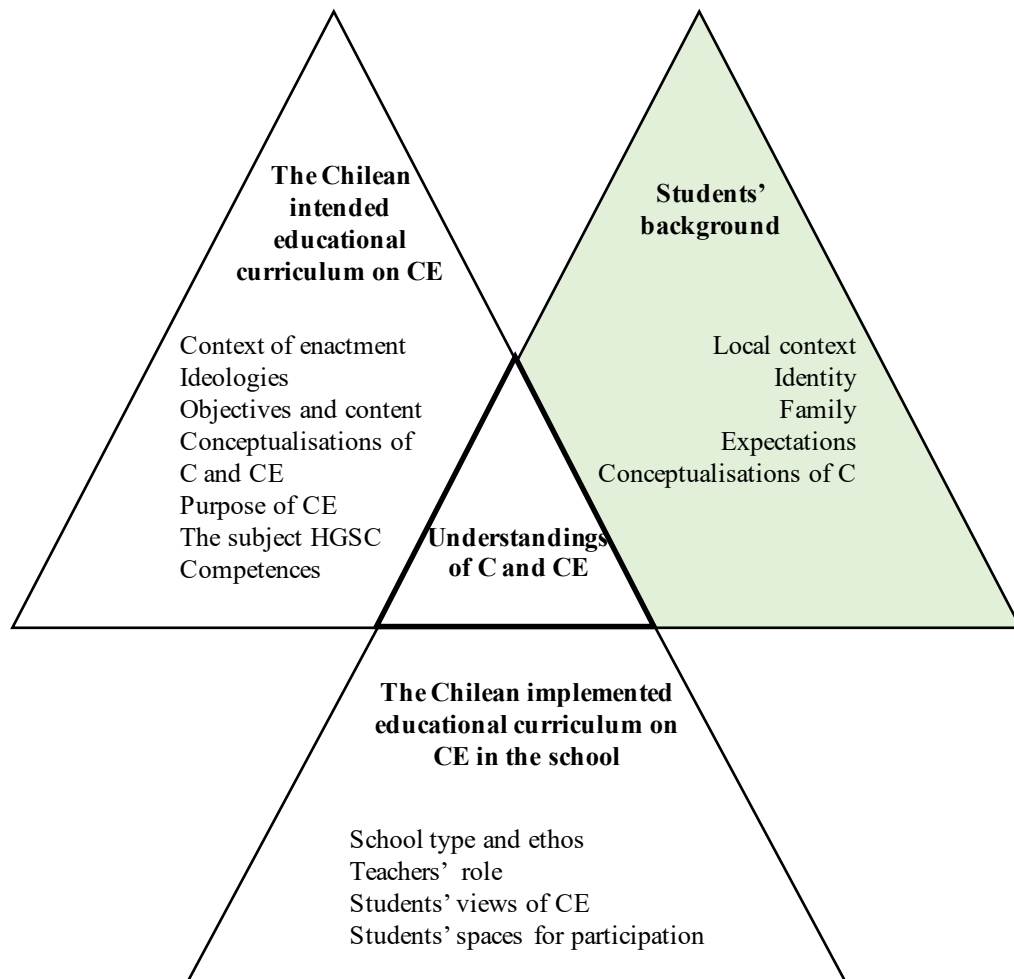 The Chilean
intended
educational
curriculum on CE
Context of enactment
Ideologies
Objectives and content
Conceptualisations of
C and CE
Purpose of CE
The subject HGSC
Competences
Students’
background
Local context
Identity
Family
Expectations
Conceptualisations of C
Understandings
of C and CE
The Chilean implemented
educational curriculum on
CE in the school
School type and ethos
Teachers’ role
Students’ views of CE
Students’ spaces for participation